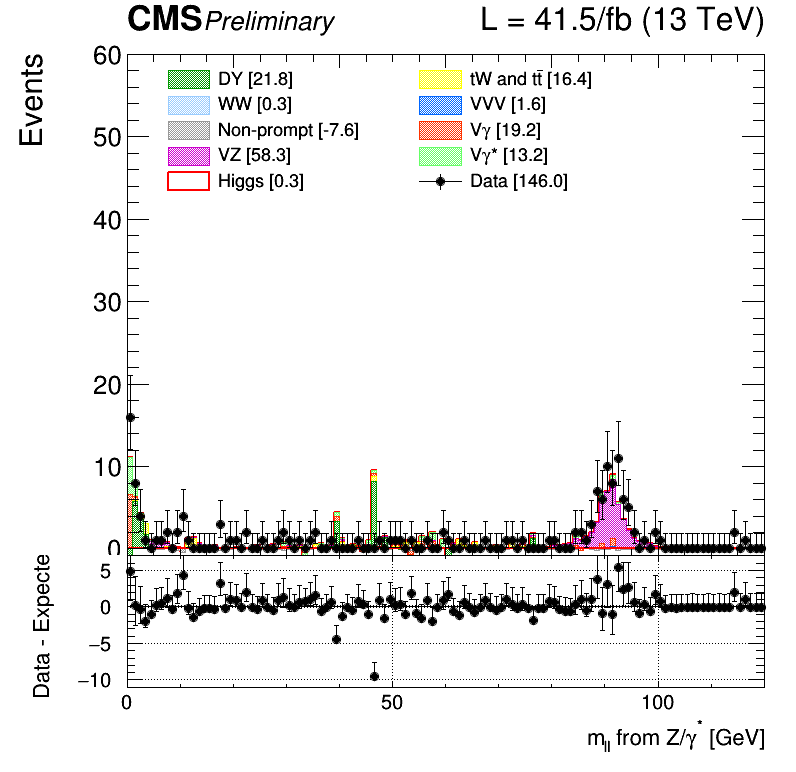 CMS Preliminary L = 41.5/fb (13 TeV)
Events
60
50
40
30
20
10
0
DY [21.8]
WW [0.3]
Non-prompt [-7.6]
VZ [58.3]
Higgs [0.3]
tW and tt̄ [16.4]
VVV [1.6]
Vγ [19.2]
Vγ* [13.2]
Data [146.0]
Data - Expecte
5
0
−5
−10
0 50 100
m_ll from Z/γ* [GeV]